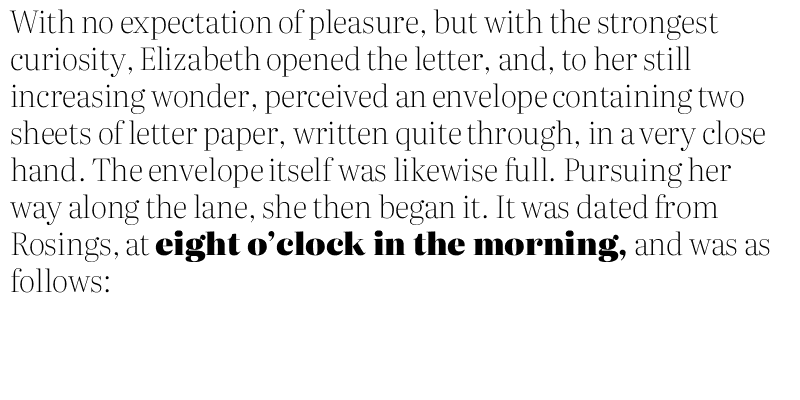 With no expectation of pleasure, but with the strongest
curiosity, Elizabeth opened the letter, and, to her still
increasing wonder, perceived an envelope containing two
sheets of letter paper, written quite through, in a very close
hand. The envelope itself was likewise full. Pursuing her
way along the lane, she then began it. It was dated from
Rosings, at eight o’clock in the morning, and was as
follows: